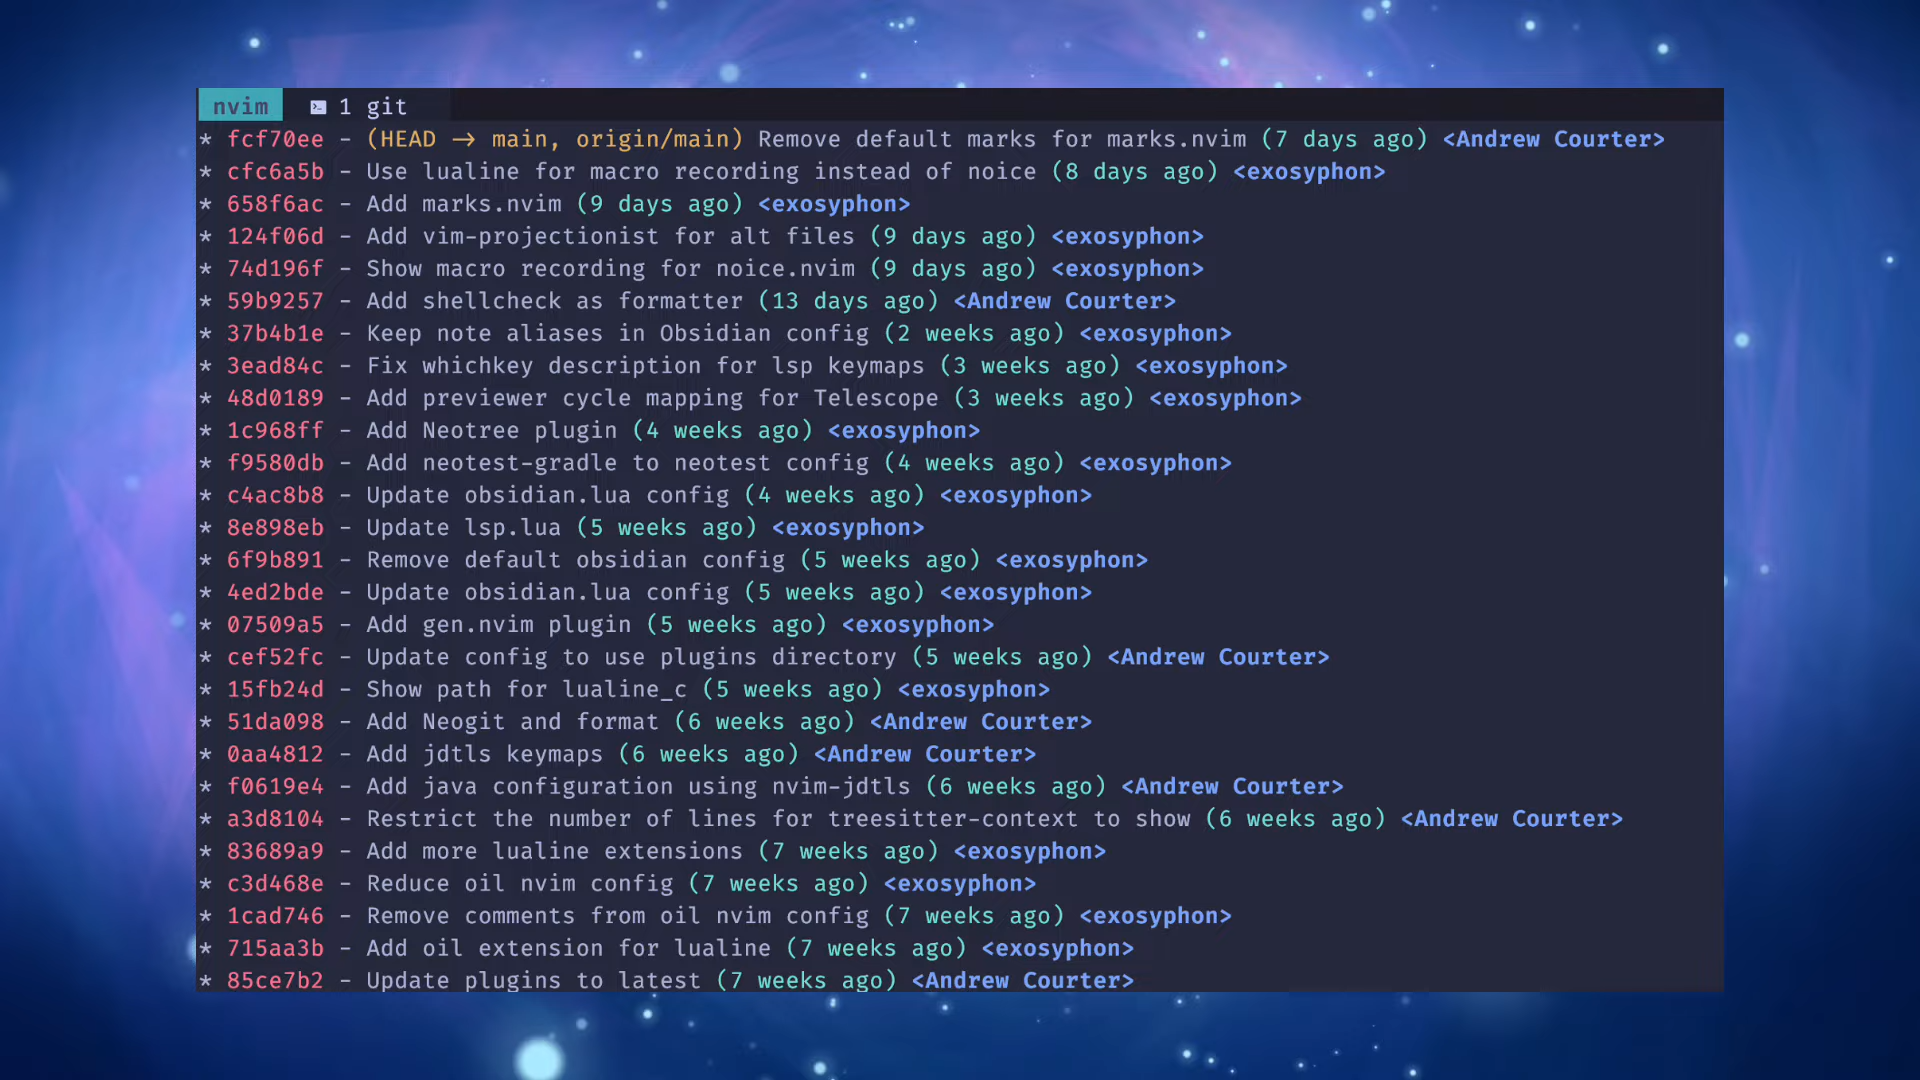 nvim 1 git
* fcf70ee - (HEAD → main, origin/main) Remove default marks for marks.nvim (7 days ago) <Andrew Courter>
* cfc6a5b - Use lualine for macro recording instead of noice (8 days ago) <exosyphon>
* 658f6ac - Add marks.nvim (9 days ago) <exosyphon>
* 124f06d - Add vim-projectionist for alt files (9 days ago) <exosyphon>
* 74d196f - Show macro recording for noice.nvim (9 days ago) <exosyphon>
* 59b9257 - Add shellcheck as formatter (13 days ago) <Andrew Courter>
* 37b4b1e - Keep note aliases in Obsidian config (2 weeks ago) <exosyphon>
* 3ead84c - Fix whichkey description for lsp keymaps (3 weeks ago) <exosyphon>
* 48d0189 - Add previewer cycle mapping for Telescope (3 weeks ago) <exosyphon>
* 1c968ff - Add Neotree plugin (4 weeks ago) <exosyphon>
* f9580db - Add neotest-gradle to neotest config (4 weeks ago) <exosyphon>
* c4ac8b8 - Update obsidian.lua config (4 weeks ago) <exosyphon>
* 8e898eb - Update lsp.lua (5 weeks ago) <exosyphon>
* 6f9b891 - Remove default obsidian config (5 weeks ago) <exosyphon>
* 4ed2bde - Update obsidian.lua config (5 weeks ago) <exosyphon>
* 07509a5 - Add gen.nvim plugin (5 weeks ago) <exosyphon>
* cef52fc - Update config to use plugins directory (5 weeks ago) <Andrew Courter>
* 15fb24d - Show path for lualine_c (5 weeks ago) <exosyphon>
* 51da098 - Add Neogit and format (6 weeks ago) <Andrew Courter>
* 0aa4812 - Add jdtls keymaps (6 weeks ago) <Andrew Courter>
* f0619e4 - Add java configuration using nvim-jdtls (6 weeks ago) <Andrew Courter>
* a3d8104 - Restrict the number of lines for treesitter-context to show (6 weeks ago) <Andrew Courter>
* 83689a9 - Add more lualine extensions (7 weeks ago) <exosyphon>
* c3d468e - Reduce oil nvim config (7 weeks ago) <exosyphon>
* 1cad746 - Remove comments from oil nvim config (7 weeks ago) <exosyphon>
* 715aa3b - Add oil extension for lualine (7 weeks ago) <exosyphon>
* 85ce7b2 - Update plugins to latest (7 weeks ago) <Andrew Courter>